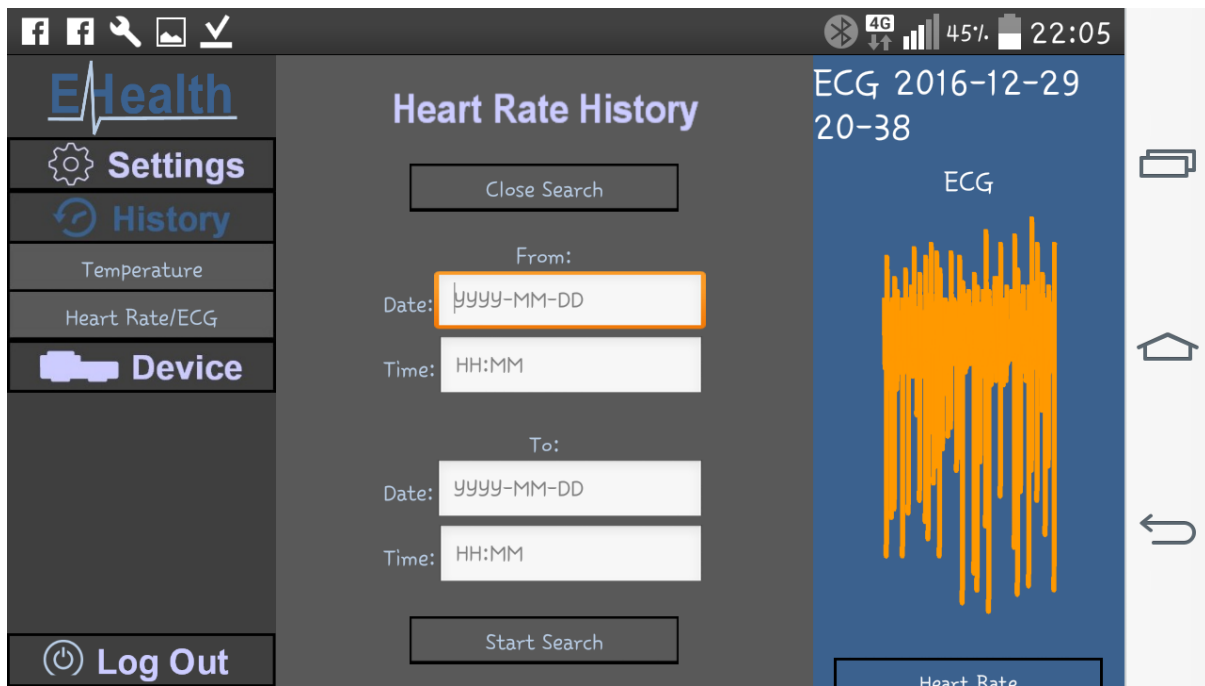 4G
45% 22:05
EHealth
Settings
History
Temperature
Heart Rate/ECG
Device
Log Out
Heart Rate History
Close Search
From:
Date: yyyy-MM-DD
Time: HH:MM
To:
Date: yyyy-MM-DD
Time: HH:MM
Start Search
ECG 2016-12-29
20-38
ECG
Heart Rate